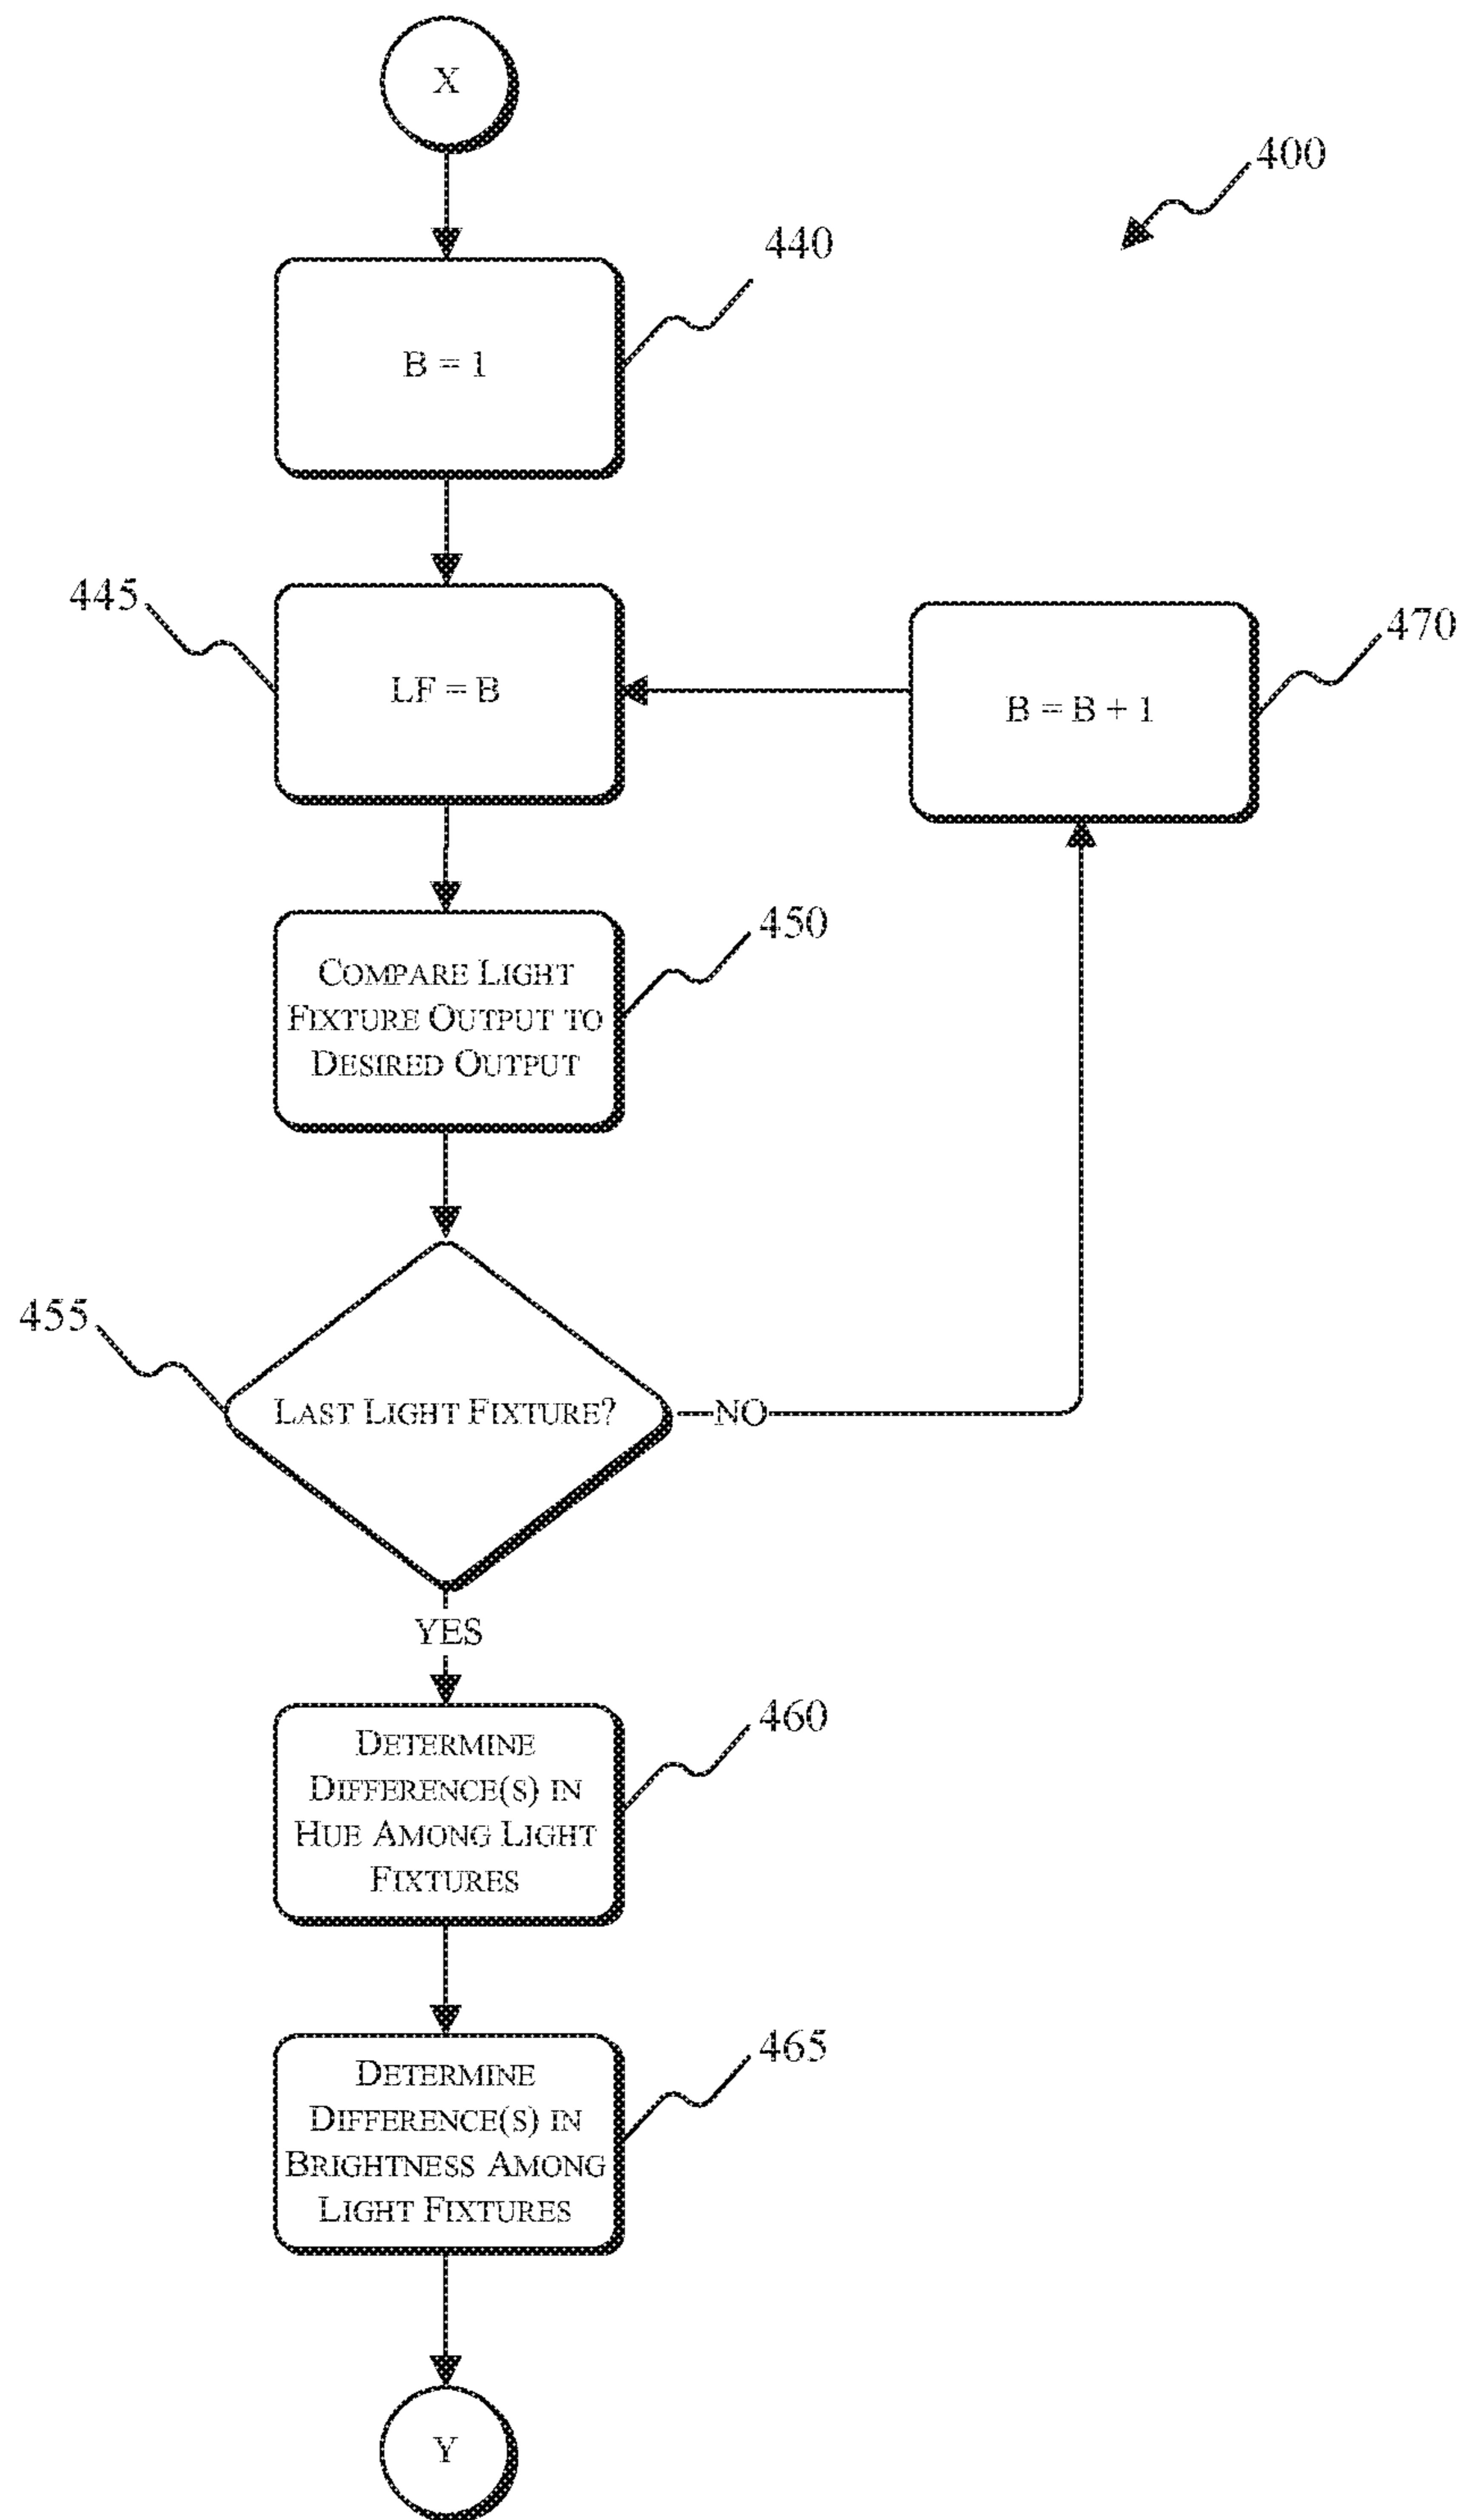 X
400
440
B = 1
445
LF = B
470
B = B + 1
450
COMPARE LIGHT
FIXTURE OUTPUT TO
DESIRED OUTPUT
455
LAST LIGHT FIXTURE?
NO
YES
460
DETERMINE
DIFFERENCE(S) IN
HUE AMONG LIGHT
FIXTURES
465
DETERMINE
DIFFERENCE(S) IN
BRIGHTNESS AMONG
LIGHT FIXTURES
Y